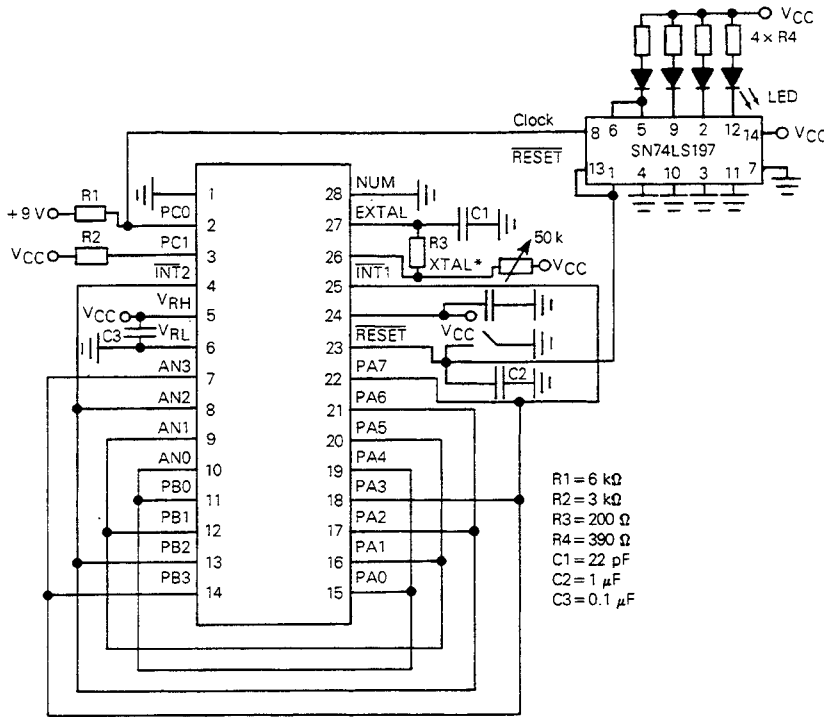 VCC
4 × R4
LED
Clock
8 6 5 9 2 12 14
VCC
SN74LS197
RESET
13 1 4 10 3 11 7
R1
+9 V
PC0
R2
VCC
PC1
INT2
VRH
VCC
C3
VRL
AN3
AN2
AN1
AN0
PB0
PB1
PB2
PB3
1
2
3
4
5
6
7
8
9
10
11
12
13
14
28
27
26
25
24
23
22
21
20
19
18
17
16
15
NUM
EXTAL
C1
R3
50 k
XTAL*
VCC
INT1
VCC
RESET
C2
PA7
PA6
PA5
PA4
PA3
PA2
PA1
PA0
R1 = 6 kΩ
R2 = 3 kΩ
R3 = 200 Ω
R4 = 390 Ω
C1 = 22 pF
C2 = 1 μF
C3 = 0.1 μF